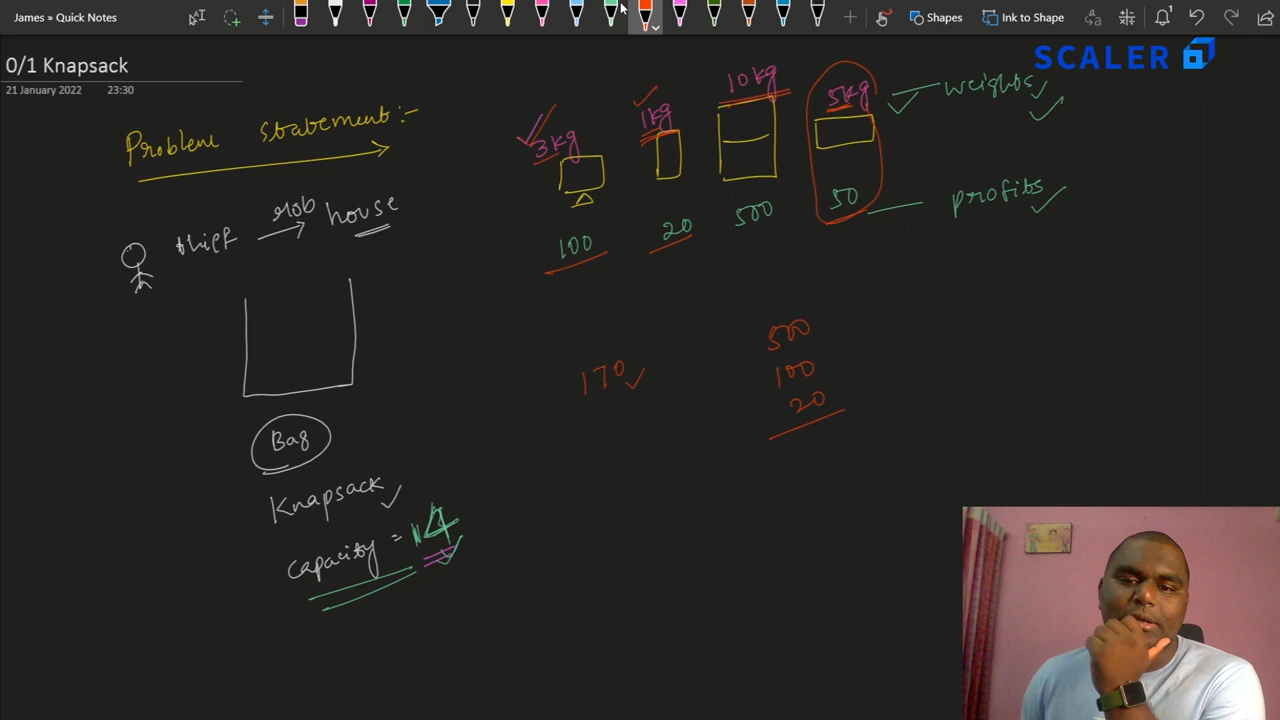 James » Quick Notes
Shapes
Ink to Shape
1
0/1 Knapsack
SCALER
21 January 2022 23:30
Problem statement:-
3kg
1kg
10kg
5kg
weights
thief
rob
house
100
20
500
50
profits
170
500
100
20
Bag
Knapsack
capacity = 14